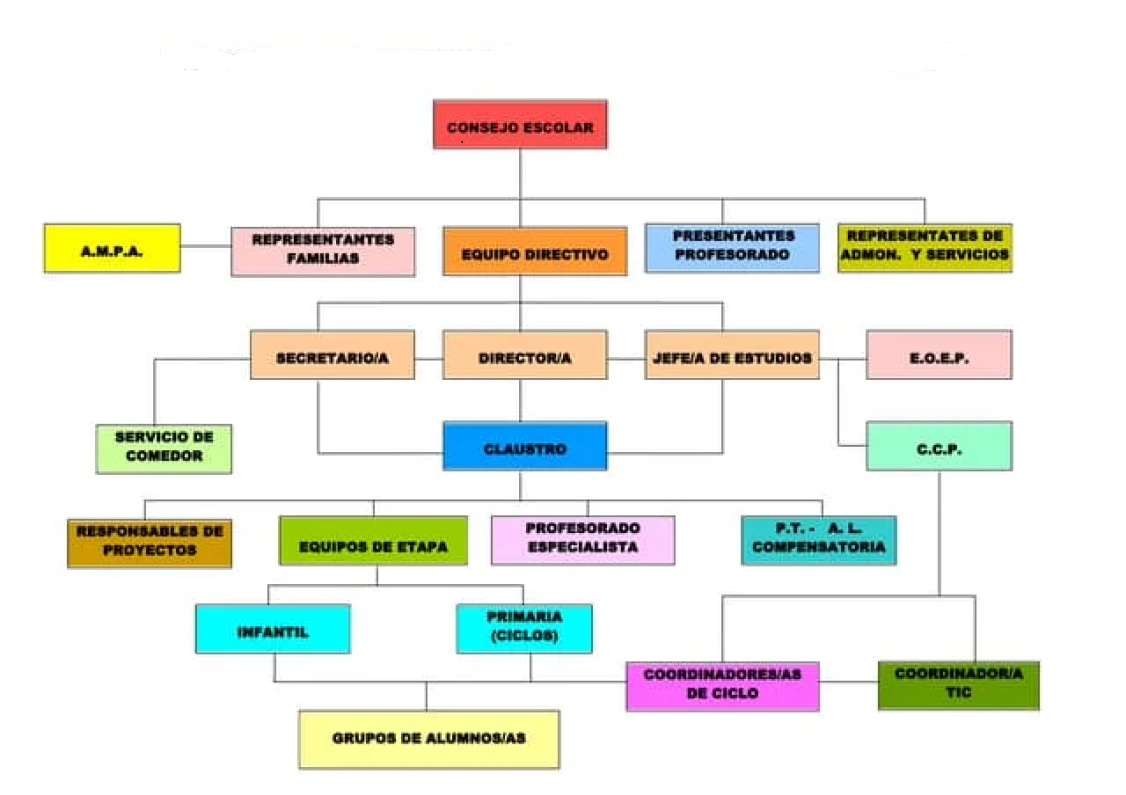 CONSEJO ESCOLAR
A.M.P.A.
REPRESENTANTES
FAMILIAS
EQUIPO DIRECTIVO
PRESENTANTES
PROFESORADO
REPRESENTATES DE
ADMON. Y SERVICIOS
SECRETARIO/A
DIRECTOR/A
JEFE/A DE ESTUDIOS
E.O.E.P.
SERVICIO DE
COMEDOR
CLAUSTRO
C.C.P.
RESPONSABLES DE
PROYECTOS
EQUIPOS DE ETAPA
PROFESORADO
ESPECIALISTA
P.T. - A. L.
COMPENSATORIA
INFANTIL
PRIMARIA
(CICLOS)
COORDINADORES/AS
DE CICLO
COORDINADOR/A
TIC
GRUPOS DE ALUMNOS/AS